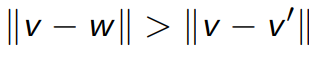 ‖v − w‖ > ‖v − v′‖